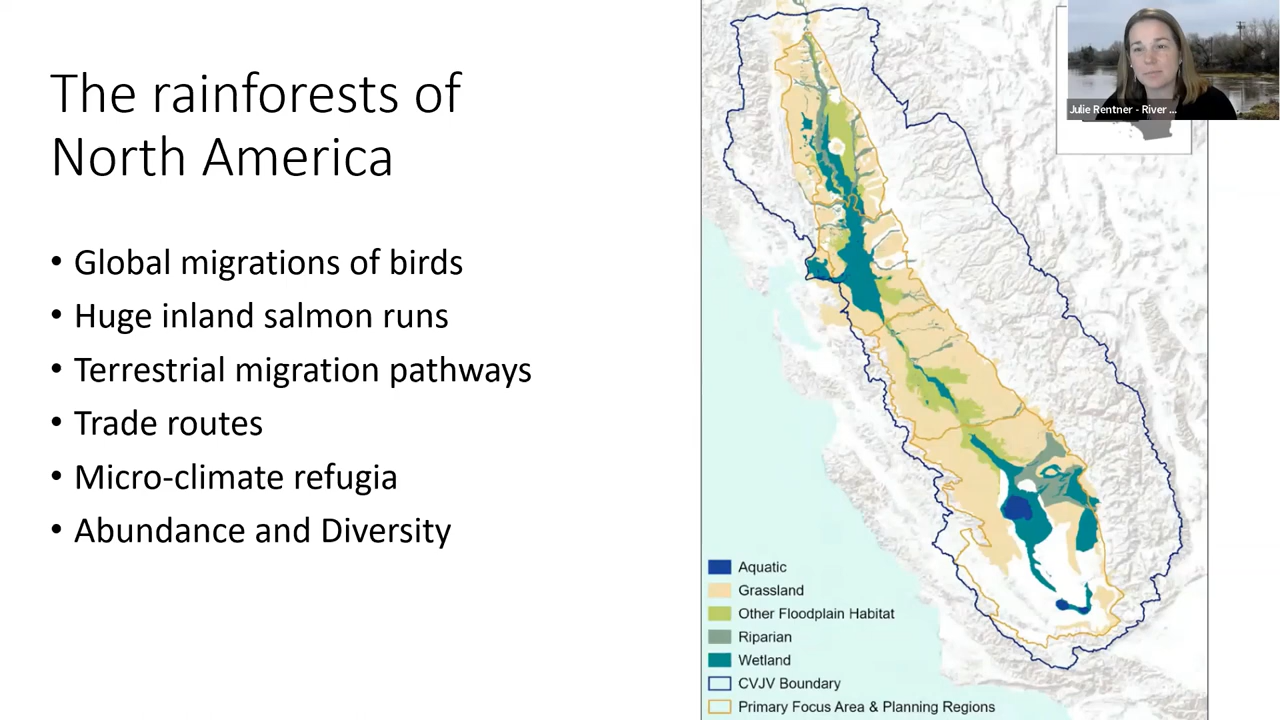 The rainforests of
North America
• Global migrations of birds
• Huge inland salmon runs
• Terrestrial migration pathways
• Trade routes
• Micro-climate refugia
• Abundance and Diversity
Julie Rentner - River ...
Aquatic
Grassland
Other Floodplain Habitat
Riparian
Wetland
CVJV Boundary
Primary Focus Area & Planning Regions